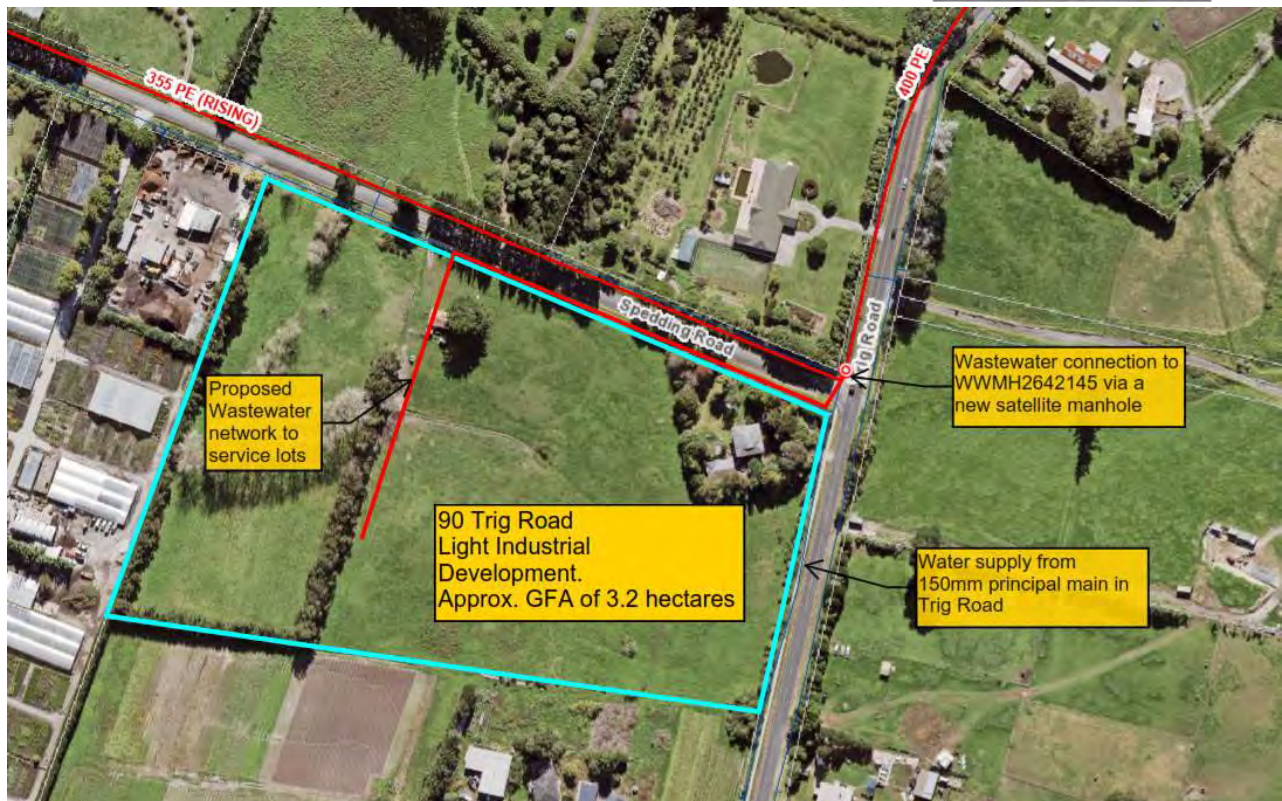 355 PE (RISING)
400 PE
Spedding Road
Trig Road
Wastewater connection to
WWMH2642145 via a
new satellite manhole
Proposed
Wastewater
network to
service lots
90 Trig Road
Light Industrial
Development.
Approx. GFA of 3.2 hectares
Water supply from
150mm principal main in
Trig Road